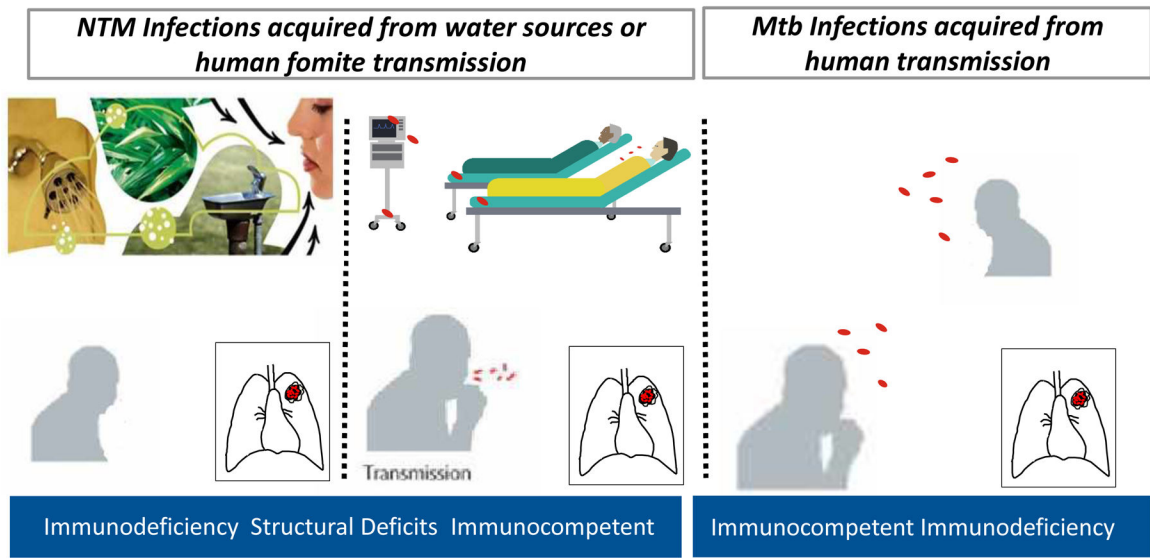 NTM Infections acquired from water sources or
human fomite transmission
Mtb Infections acquired from
human transmission
Transmission
Immunodeficiency Structural Deficits Immunocompetent
Immunocompetent Immunodeficiency